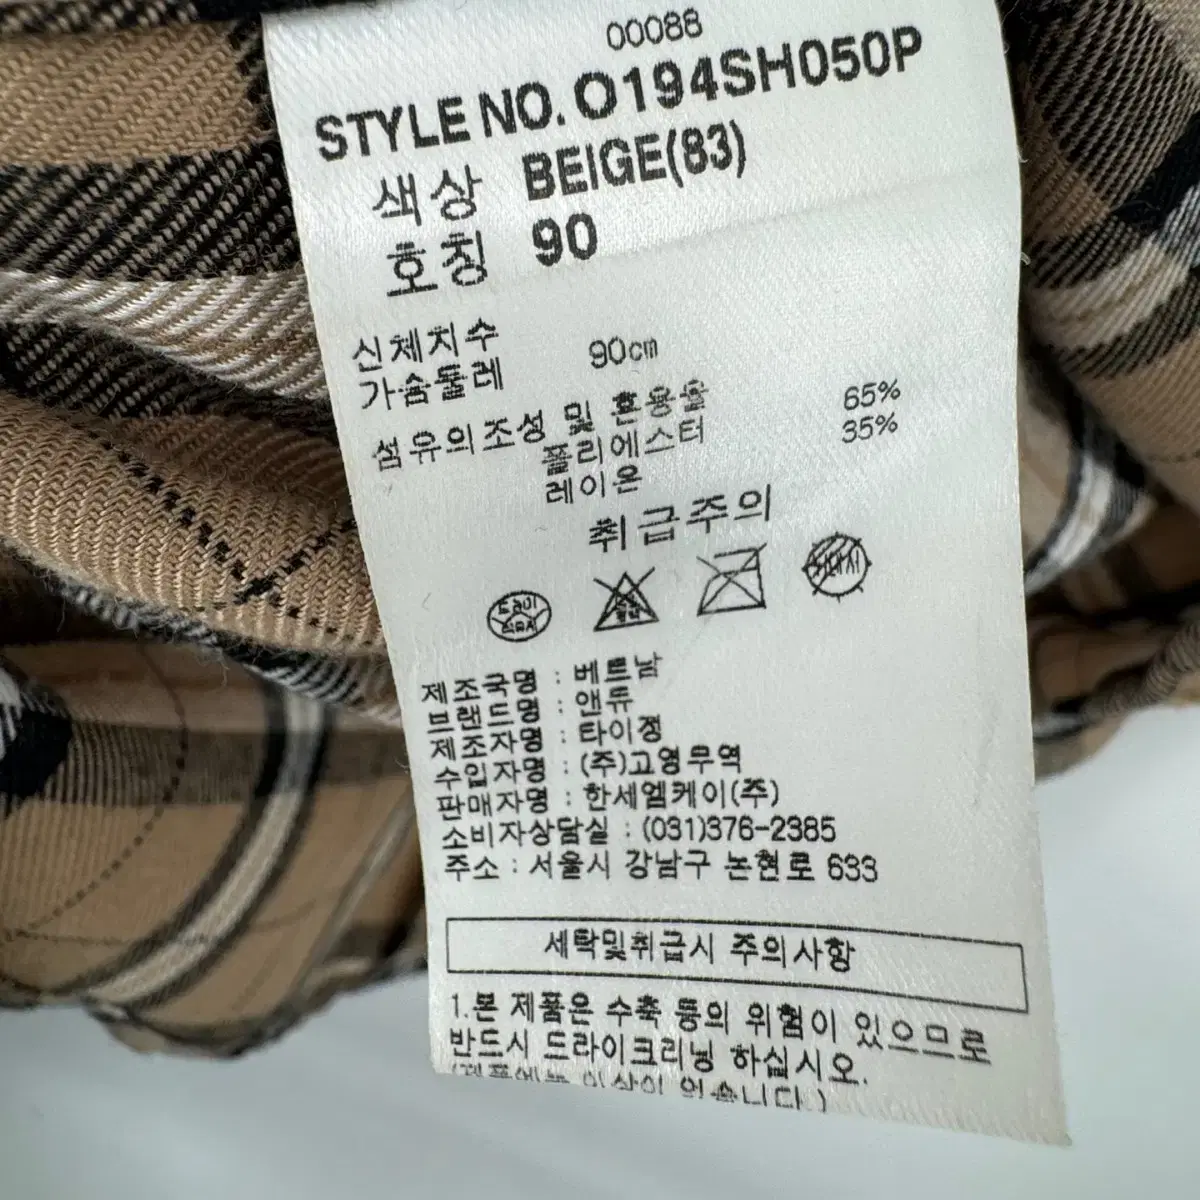 00088
STYLE NO. O194SH050P
색상 BEIGE(83)
호칭 90
신체치수
가슴둘레 90cm
섬유의조성 및 혼용율
폴리에스터 65%
레이온 35%
취급주의
제조국명 : 베트남
브랜드명 : 앤듀
제조자명 : 타이정
수입자명 : (주)고영무역
판매자명 : 한세엠케이(주)
소비자상담실 : (031)376-2385
주소 : 서울시 강남구 논현로 633
세탁및취급시 주의사항
1.본 제품은 수축 등의 위험이 있으므로
반드시 드라이크리닝 하십시오.